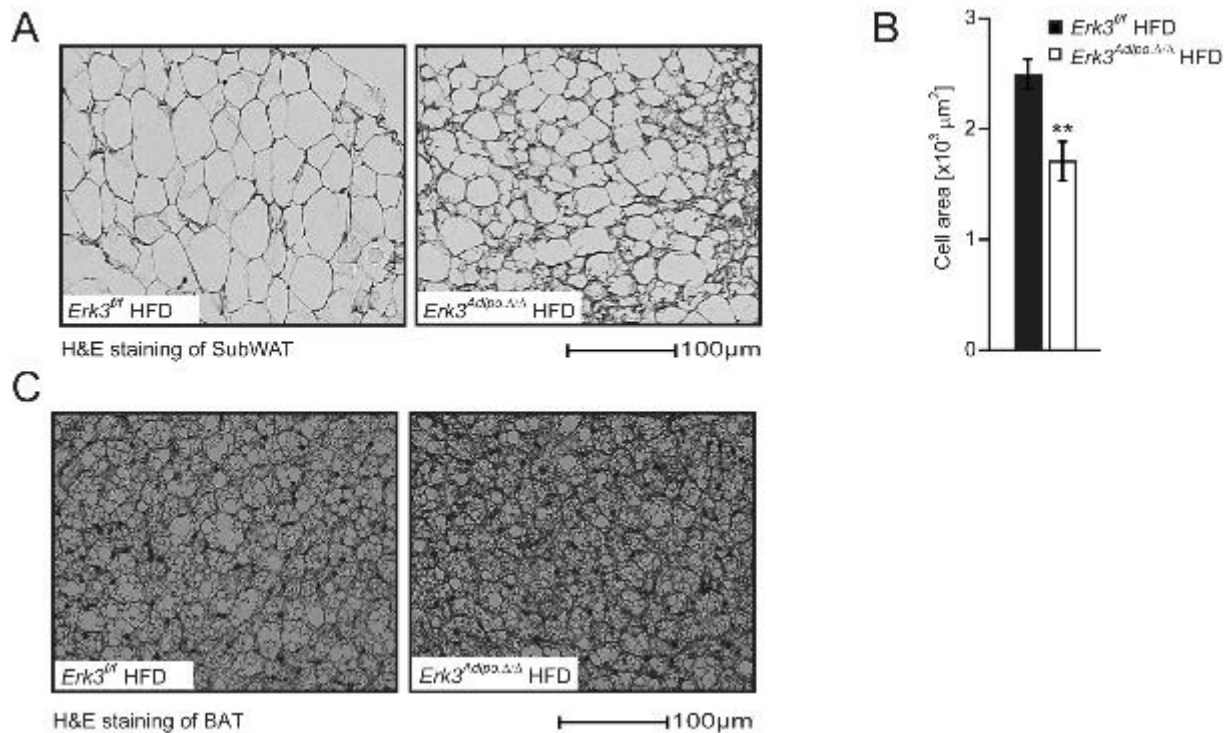 A
Erk3f/f HFD
Erk3Adipo.Δ/Δ HFD
H&E staining of SubWAT
100μm
B
Erk3f/f HFD
Erk3Adipo.Δ/Δ HFD
3
2
1
0
Cell area [x10³ μm²]
**
C
Erk3f/f HFD
Erk3Adipo.Δ/Δ HFD
H&E staining of BAT
100μm